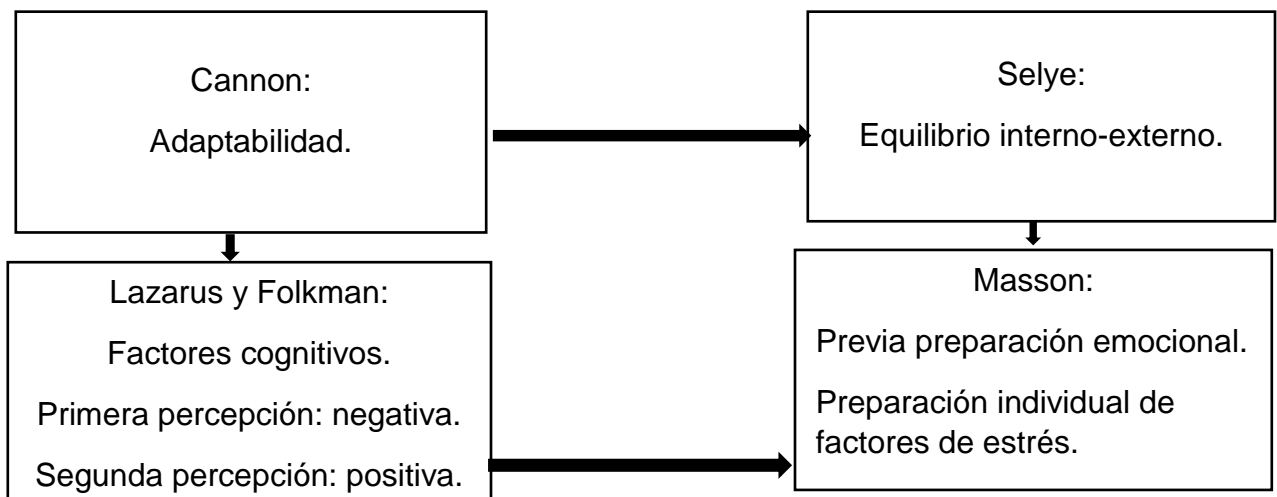 Cannon:
Adaptabilidad.
Selye:
Equilibrio interno-externo.
Lazarus y Folkman:
Factores cognitivos.
Primera percepción: negativa.
Segunda percepción: positiva.
Masson:
Previa preparación emocional.
Preparación individual de
factores de estrés.